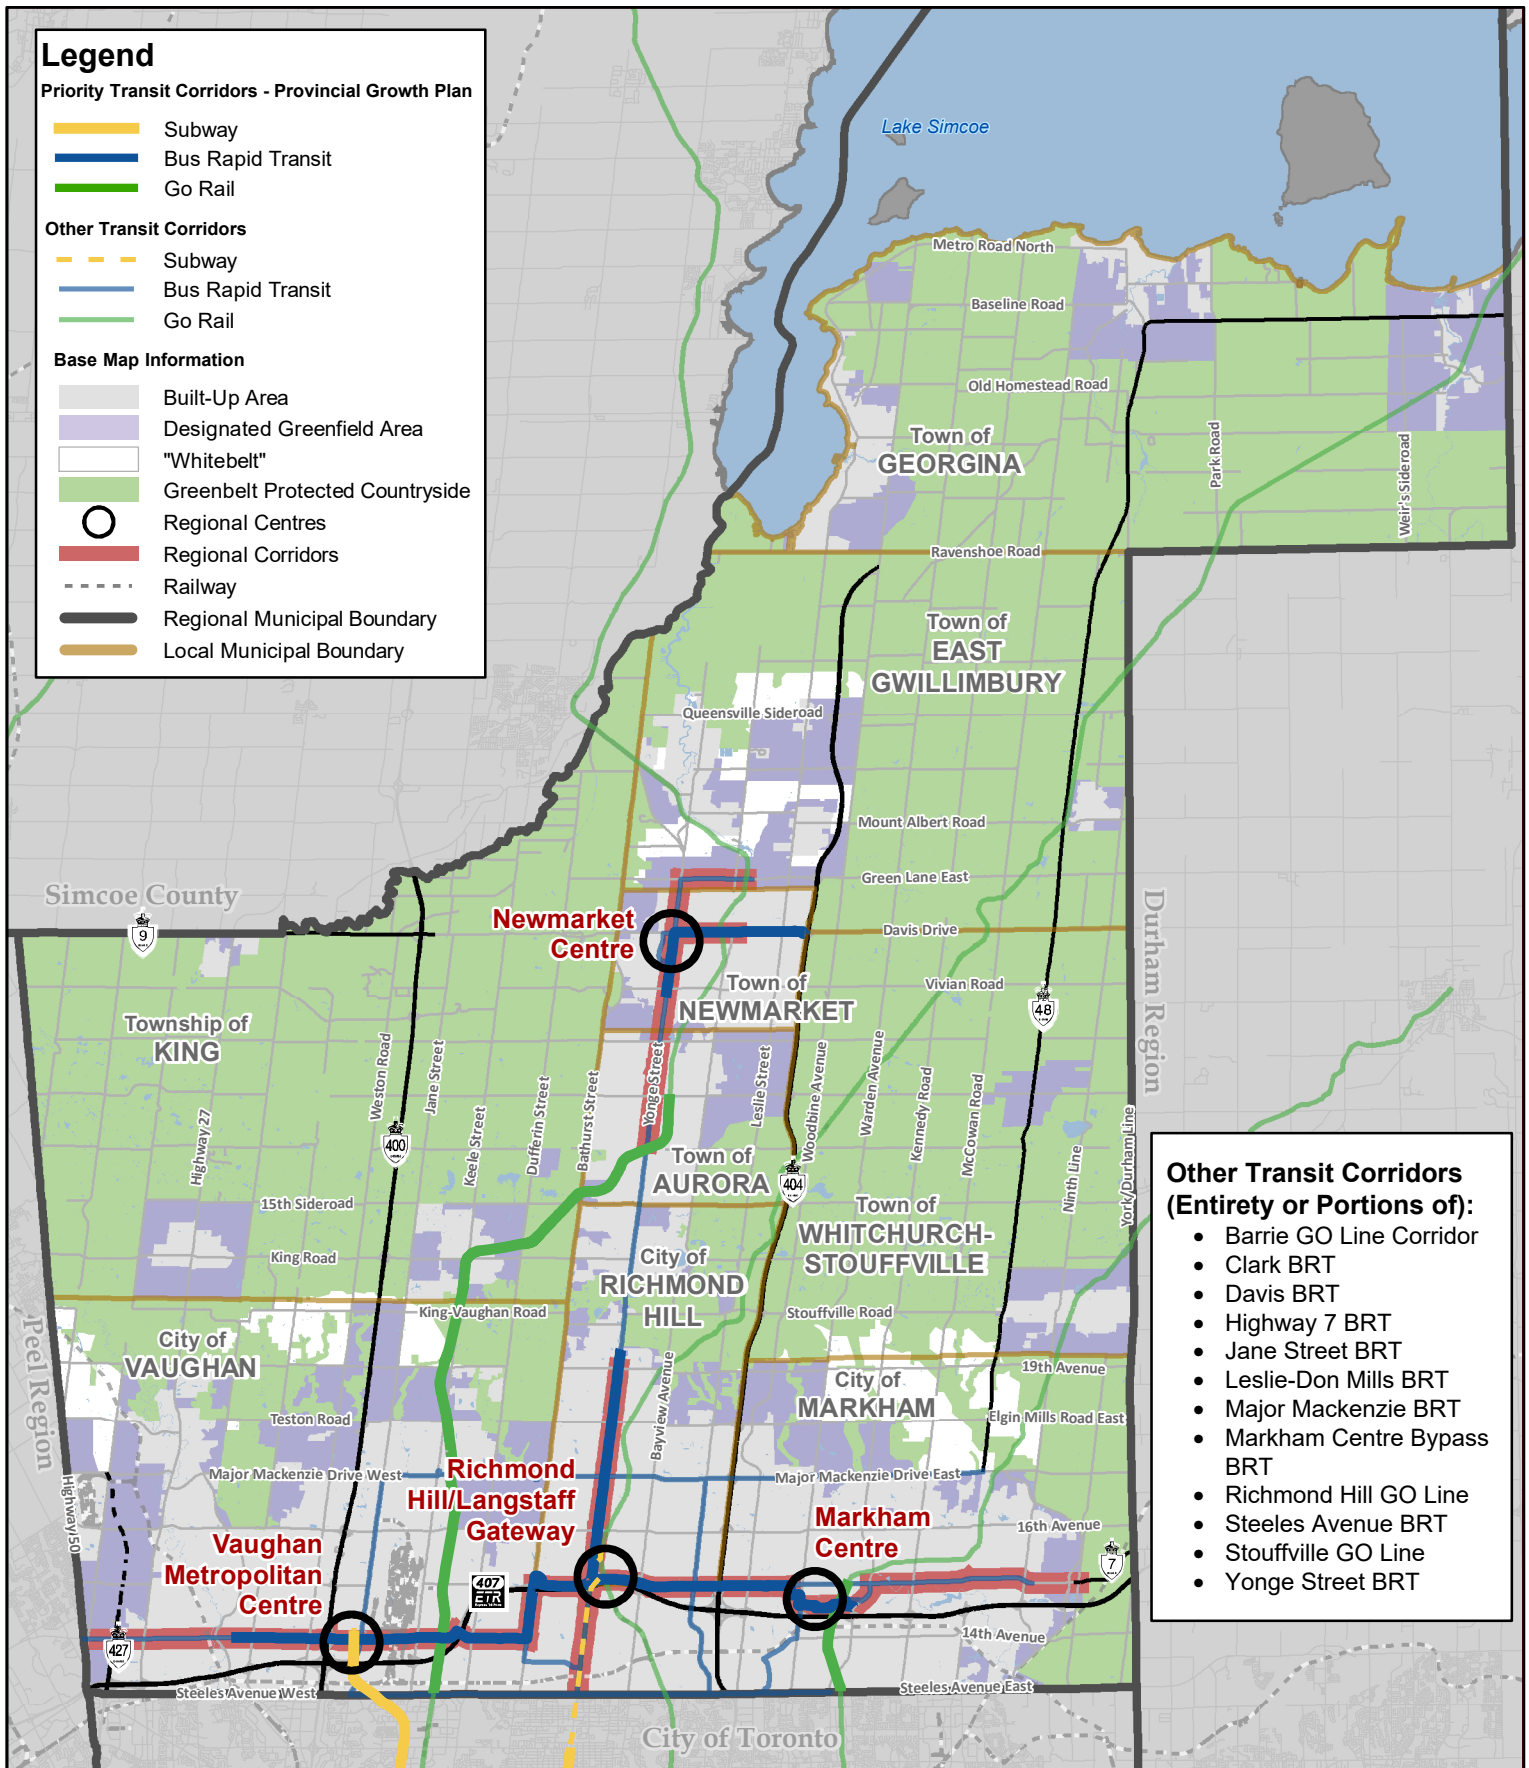 Legend
Priority Transit Corridors - Provincial Growth Plan
Subway
Bus Rapid Transit
Go Rail
Other Transit Corridors
Subway
Bus Rapid Transit
Go Rail
Base Map Information
Built-Up Area
Designated Greenfield Area
"Whitebelt"
Greenbelt Protected Countryside
Regional Centres
Regional Corridors
Railway
Regional Municipal Boundary
Local Municipal Boundary
Lake Simcoe
Metro Road North
Baseline Road
Old Homestead Road
Town of
GEORGINA
Park Road
Weir's Sideroad
Ravenshoe Road
Town of
EAST
GWILLIMBURY
Queensville Sideroad
Mount Albert Road
Green Lane East
Simcoe County
9
Newmarket
Centre
Davis Drive
Durham Region
Town of
NEWMARKET
Vivian Road
48
Township of
KING
Weston Road
Jane Street
400
Highway 27
Keele Street
Dufferin Street
Bathurst Street
Yonge Street
Leslie Street
Woodbine Avenue
Warden Avenue
Kennedy Road
McCowan Road
Ninth Line
York/Durham Line
Town of
AURORA
404
15th Sideroad
King Road
Town of
WHITCHURCH-
STOUFFVILLE
City of
RICHMOND
HILL
King-Vaughan Road
Stouffville Road
Peel Region
City of
VAUGHAN
19th Avenue
City of
MARKHAM
Bayview Avenue
Teston Road
Elgin Mills Road East
Major Mackenzie Drive West
Richmond
Hill/Langstaff
Gateway
Major Mackenzie Drive East
Highway 50
Markham
Centre
16th Avenue
Vaughan
Metropolitan
Centre
407
ETR
7
427
14th Avenue
Steeles Avenue West
Steeles Avenue East
City of Toronto
Other Transit Corridors
(Entirety or Portions of):
• Barrie GO Line Corridor
• Clark BRT
• Davis BRT
• Highway 7 BRT
• Jane Street BRT
• Leslie-Don Mills BRT
• Major Mackenzie BRT
• Markham Centre Bypass
BRT
• Richmond Hill GO Line
• Steeles Avenue BRT
• Stouffville GO Line
• Yonge Street BRT